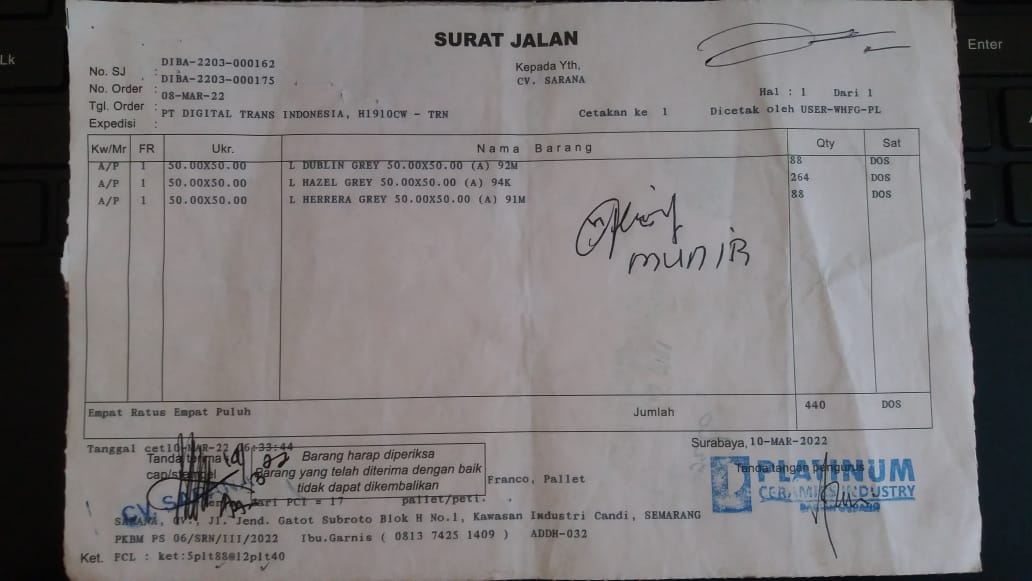 SURAT JALAN
No. SJ : DIBA-2203-000162
No. Order : DIBA-2203-000175
Tgl. Order : 08-MAR-22
Expedisi : PT DIGITAL TRANS INDONESIA, H1910CW - TRN
Kepada Yth,
CV. SARANA
Hal : 1 Dari 1
Cetakan ke 1 Dicetak oleh USER-WHFG-PL
Kw/Mr FR Ukr. Nama Barang Qty Sat
A/P 1 50.00X50.00 L DUBLIN GREY 50.00X50.00 (A) 92M 88 DOS
A/P 1 50.00X50.00 L HAZEL GREY 50.00X50.00 (A) 94K 264 DOS
A/P 1 50.00X50.00 L HERRERA GREY 50.00X50.00 (A) 91M 88 DOS
MUNIR
Empat Ratus Empat Puluh Jumlah 440 DOS
Tanggal cet10-MAR-22 16:33:44
Surabaya, 10-MAR-2022
Tanda terima
cap/stempel
Barang harap diperiksa
Barang yang telah diterima dengan baik
tidak dapat dikembalikan
Franco, Pallet
Tanda tangan pengurus
PLATINUM
CERAMICS INDUSTRY
CV.
dari PCI = 17 pallet/peti.
SARANA, CV., Jl. Jend. Gatot Subroto Blok H No.1, Kawasan Industri Candi, SEMARANG
PKBM PS 06/SRN/III/2022 Ibu.Garnis ( 0813 7425 1409 ) ADDH-032
Ket. FCL : ket:5plt88@12plt40